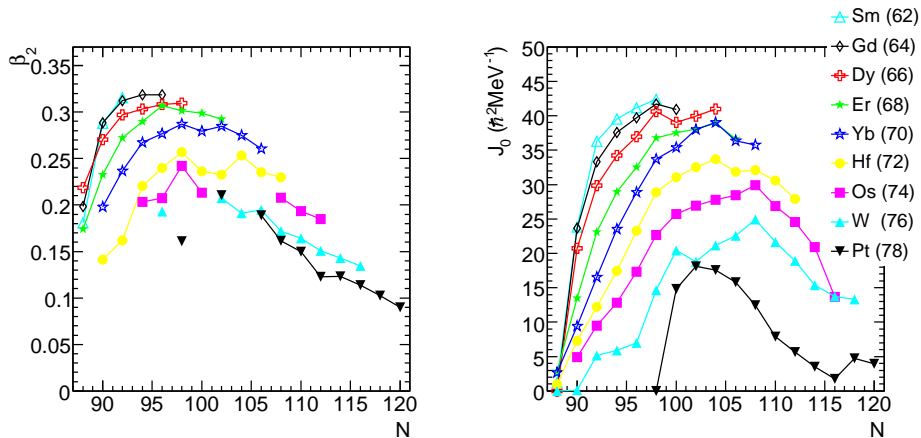 β₂
0.35
0.3
0.25
0.2
0.15
0.1
0.05
0
90 95 100 105 110 115 120
N
J₀ (ℏ²MeV⁻¹)
50
45
40
35
30
25
20
15
10
5
0
90 95 100 105 110 115 120
N
Sm (62)
Gd (64)
Dy (66)
Er (68)
Yb (70)
Hf (72)
Os (74)
W (76)
Pt (78)